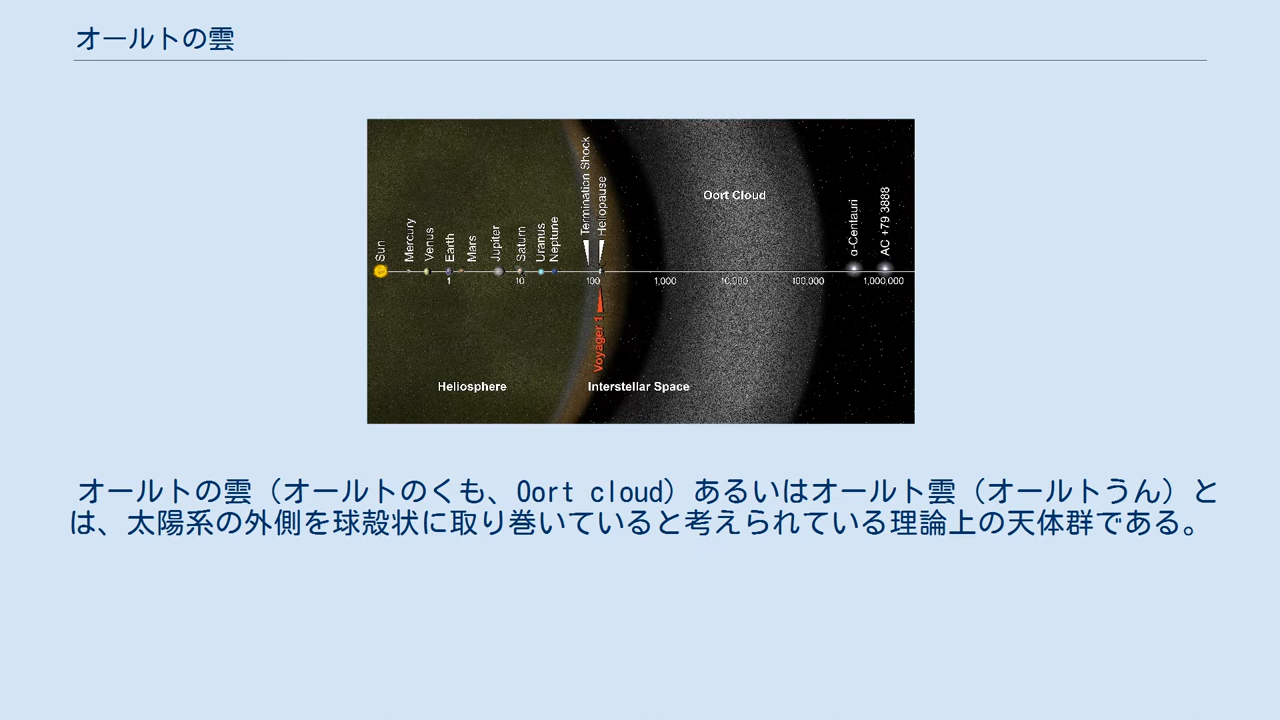 オールトの雲
Sun
Mercury
Venus
Earth
Mars
Jupiter
Saturn
Uranus
Neptune
Termination Shock
Heliopause
Oort Cloud
α-Centauri
AC +79 3888
1
10
100
1,000
10,000
100,000
1,000,000
Voyager 1
Heliosphere
Interstellar Space
オールトの雲（オールトのくも、Oort cloud）あるいはオールト雲（オールトうん）と
は、太陽系の外側を球殻状に取り巻いていると考えられている理論上の天体群である。